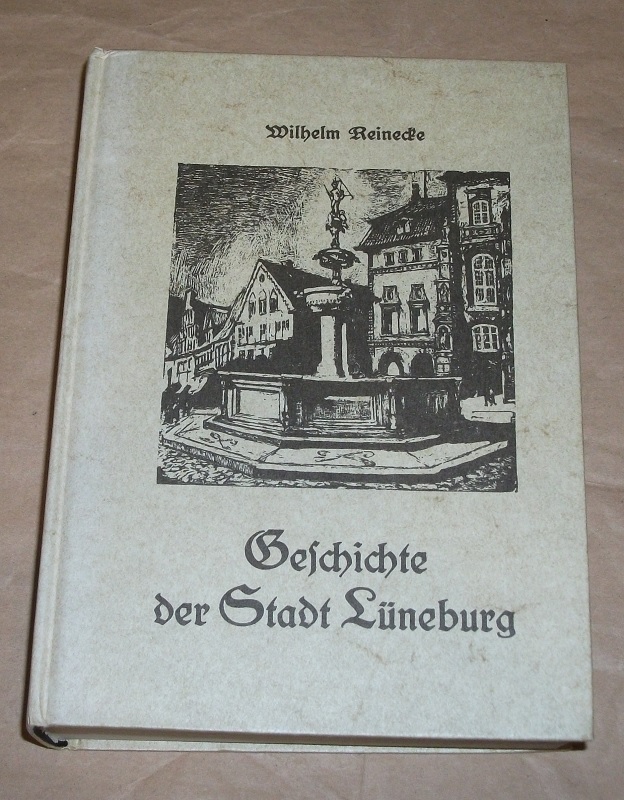 Wilhelm Reinecke
Geſchichte
der Stadt Lüneburg